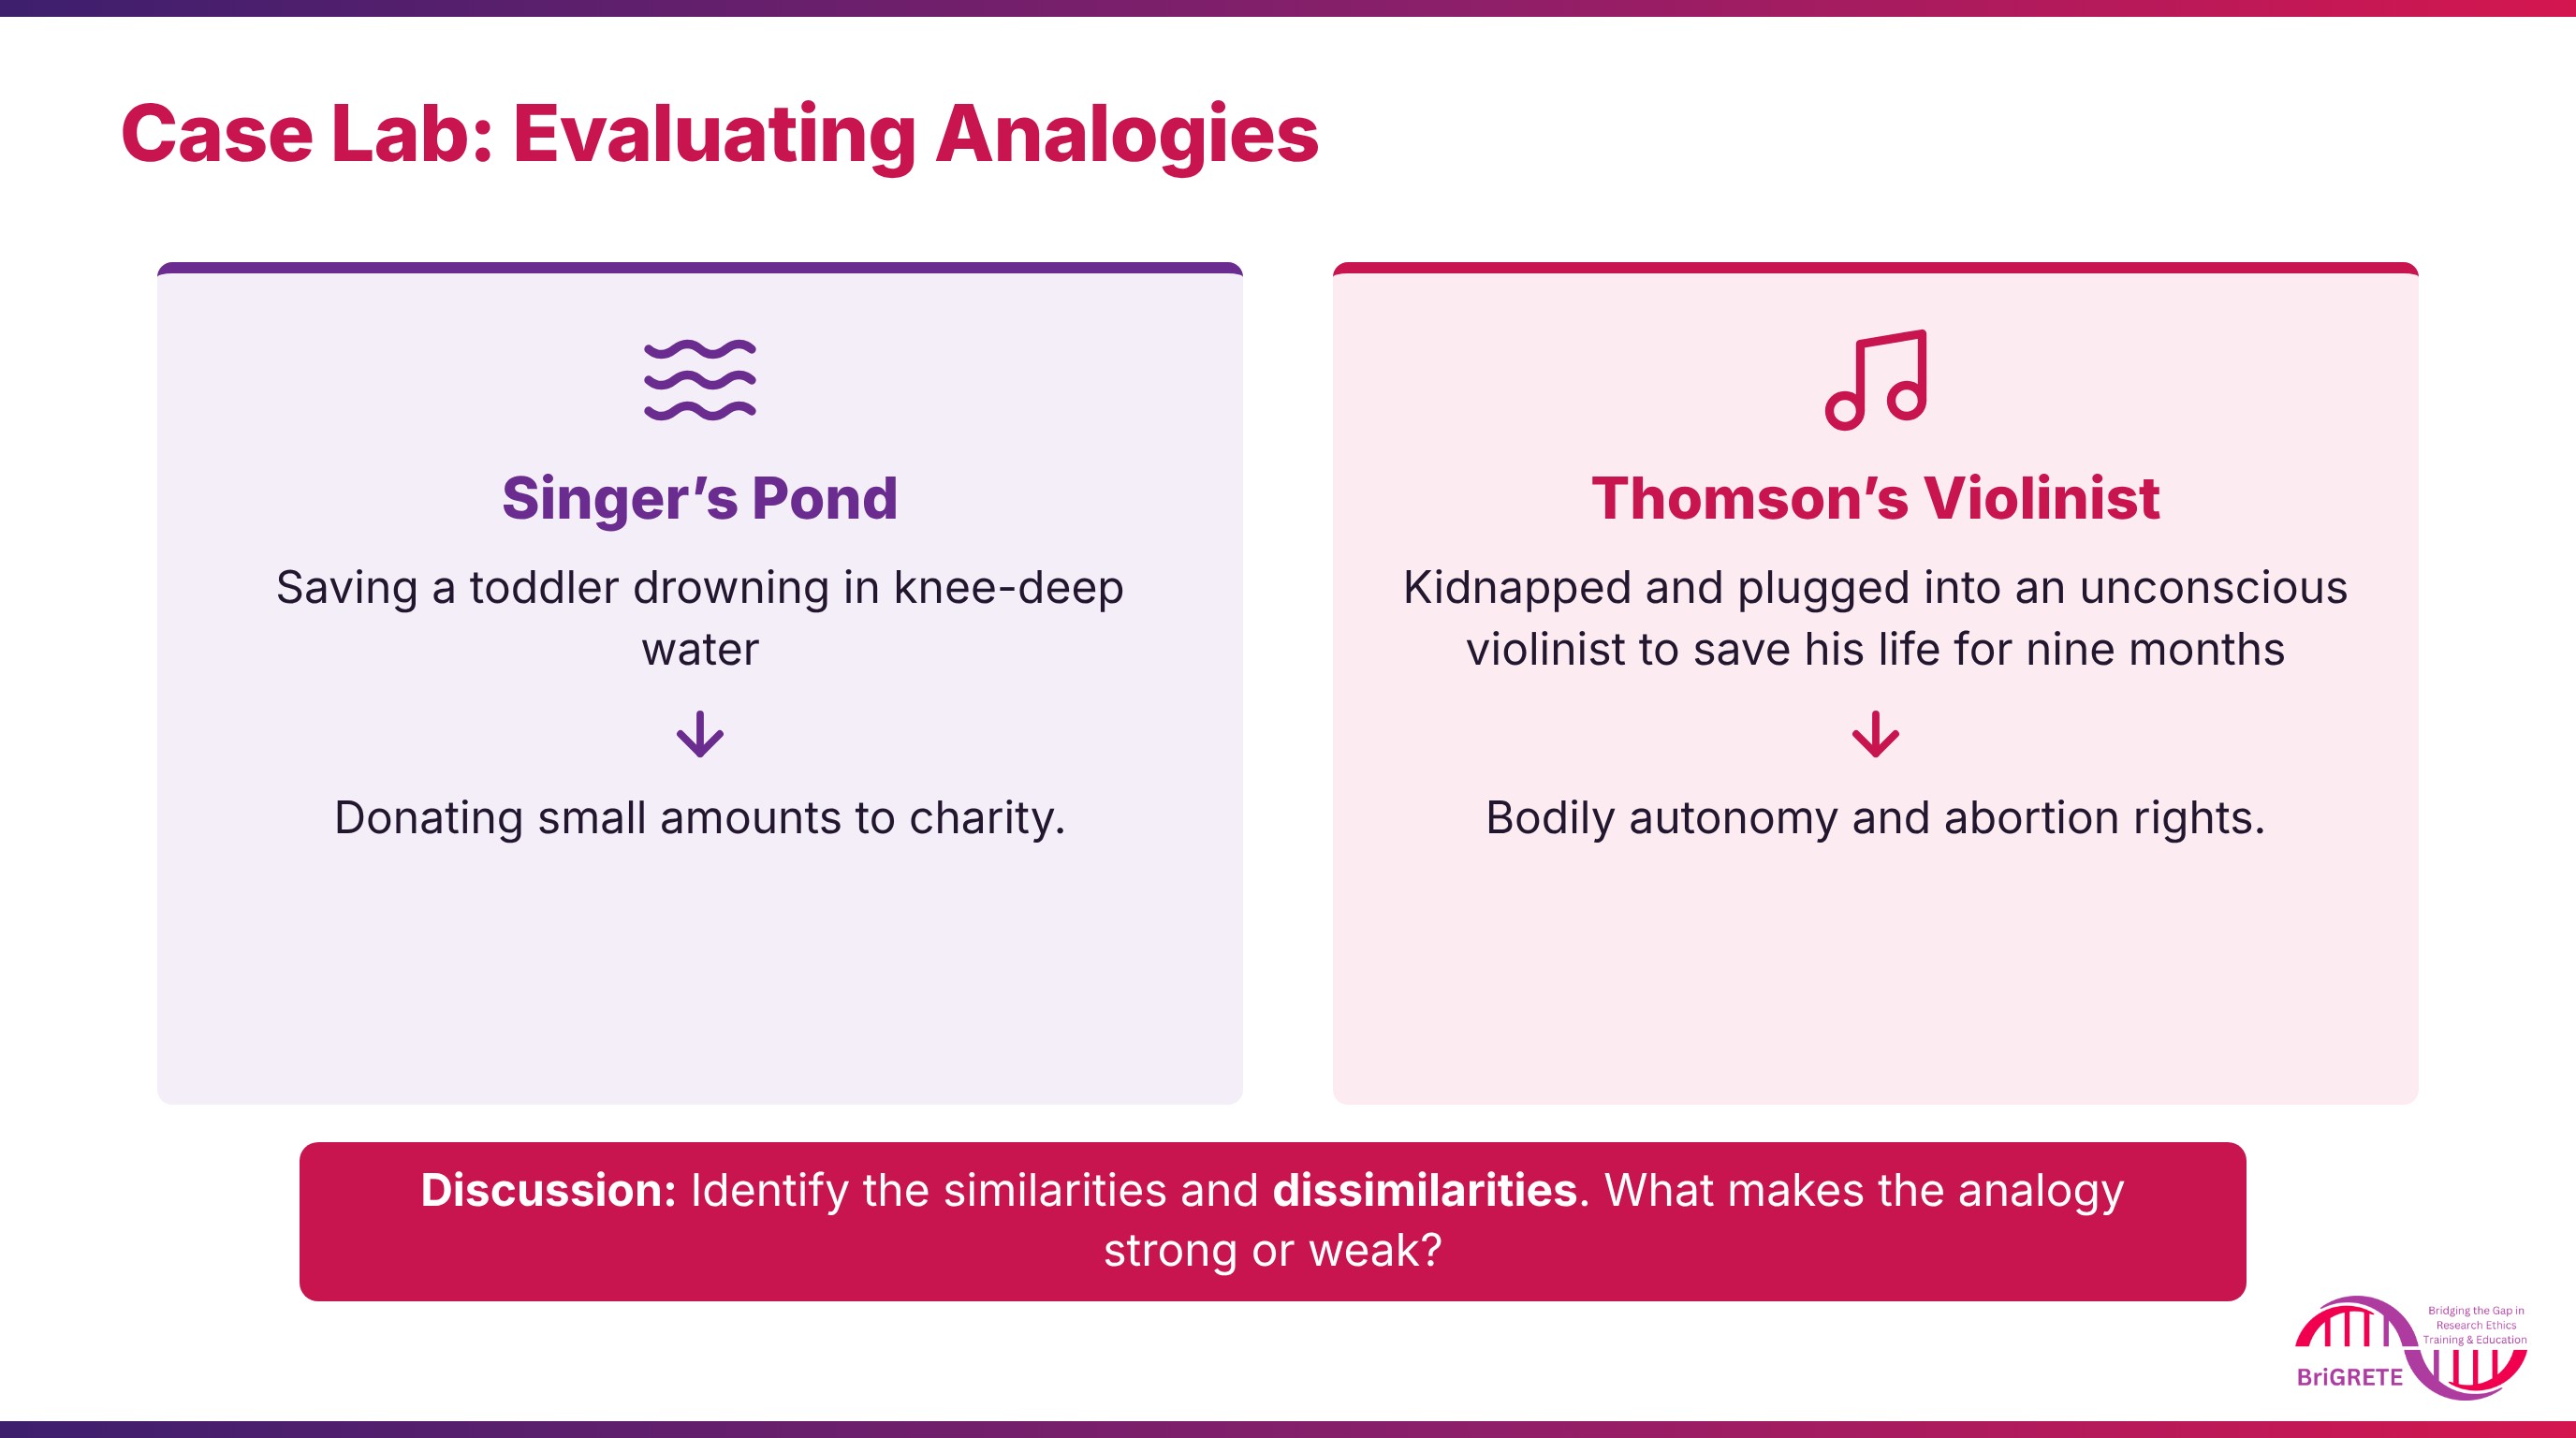 Case Lab: Evaluating Analogies
Singer’s Pond
Saving a toddler drowning in knee-deep
water
Donating small amounts to charity.
Thomson’s Violinist
Kidnapped and plugged into an unconscious
violinist to save his life for nine months
Bodily autonomy and abortion rights.
Discussion: Identify the similarities and dissimilarities. What makes the analogy
strong or weak?
Bridging the Gap in
Research Ethics
Training & Education
BriGRETE